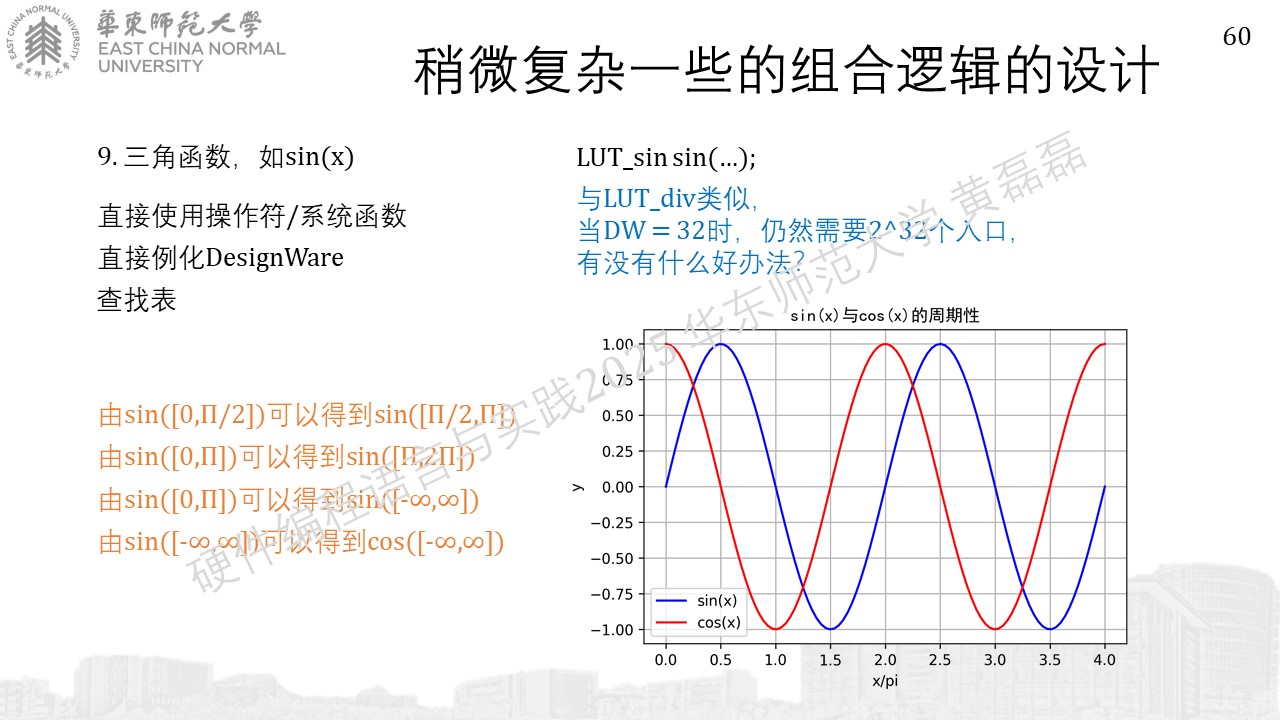 60
華東師範大學
EAST CHINA NORMAL
UNIVERSITY
EAST CHINA NORMAL UNIVERSITY
華東师范大学
稍微复杂一些的组合逻辑的设计
9. 三角函数，如sin(x)
直接使用操作符/系统函数
直接例化DesignWare
查找表
由sin([0,Π/2])可以得到sin([Π/2,Π])
由sin([0,Π])可以得到sin([Π,2Π])
由sin([0,Π])可以得到sin([-∞,∞])
由sin([-∞,∞])可以得到cos([-∞,∞])
LUT_sin sin(…);
与LUT_div类似，
当DW = 32时，仍然需要2^32个入口，
有没有什么好办法？
硬件编程语言与实践2025 华东师范大学 黄磊磊
sin(x)与cos(x)的周期性
1.00
0.75
0.50
0.25
0.00
−0.25
−0.50
−0.75
−1.00
y
sin(x)
cos(x)
0.0 0.5 1.0 1.5 2.0 2.5 3.0 3.5 4.0
x/pi